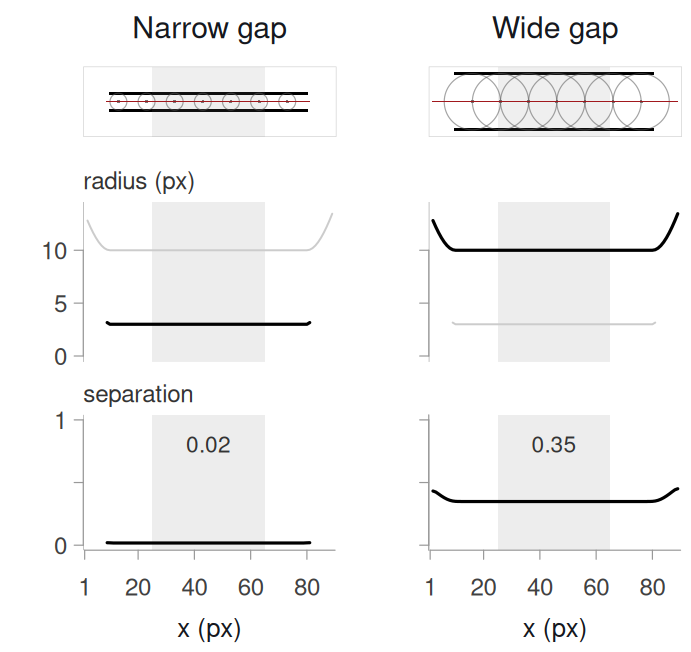 Narrow gap
Wide gap
radius (px)
10
5
0
separation
1
0.02
0.35
0
1 20 40 60 80
1 20 40 60 80
x (px)
x (px)